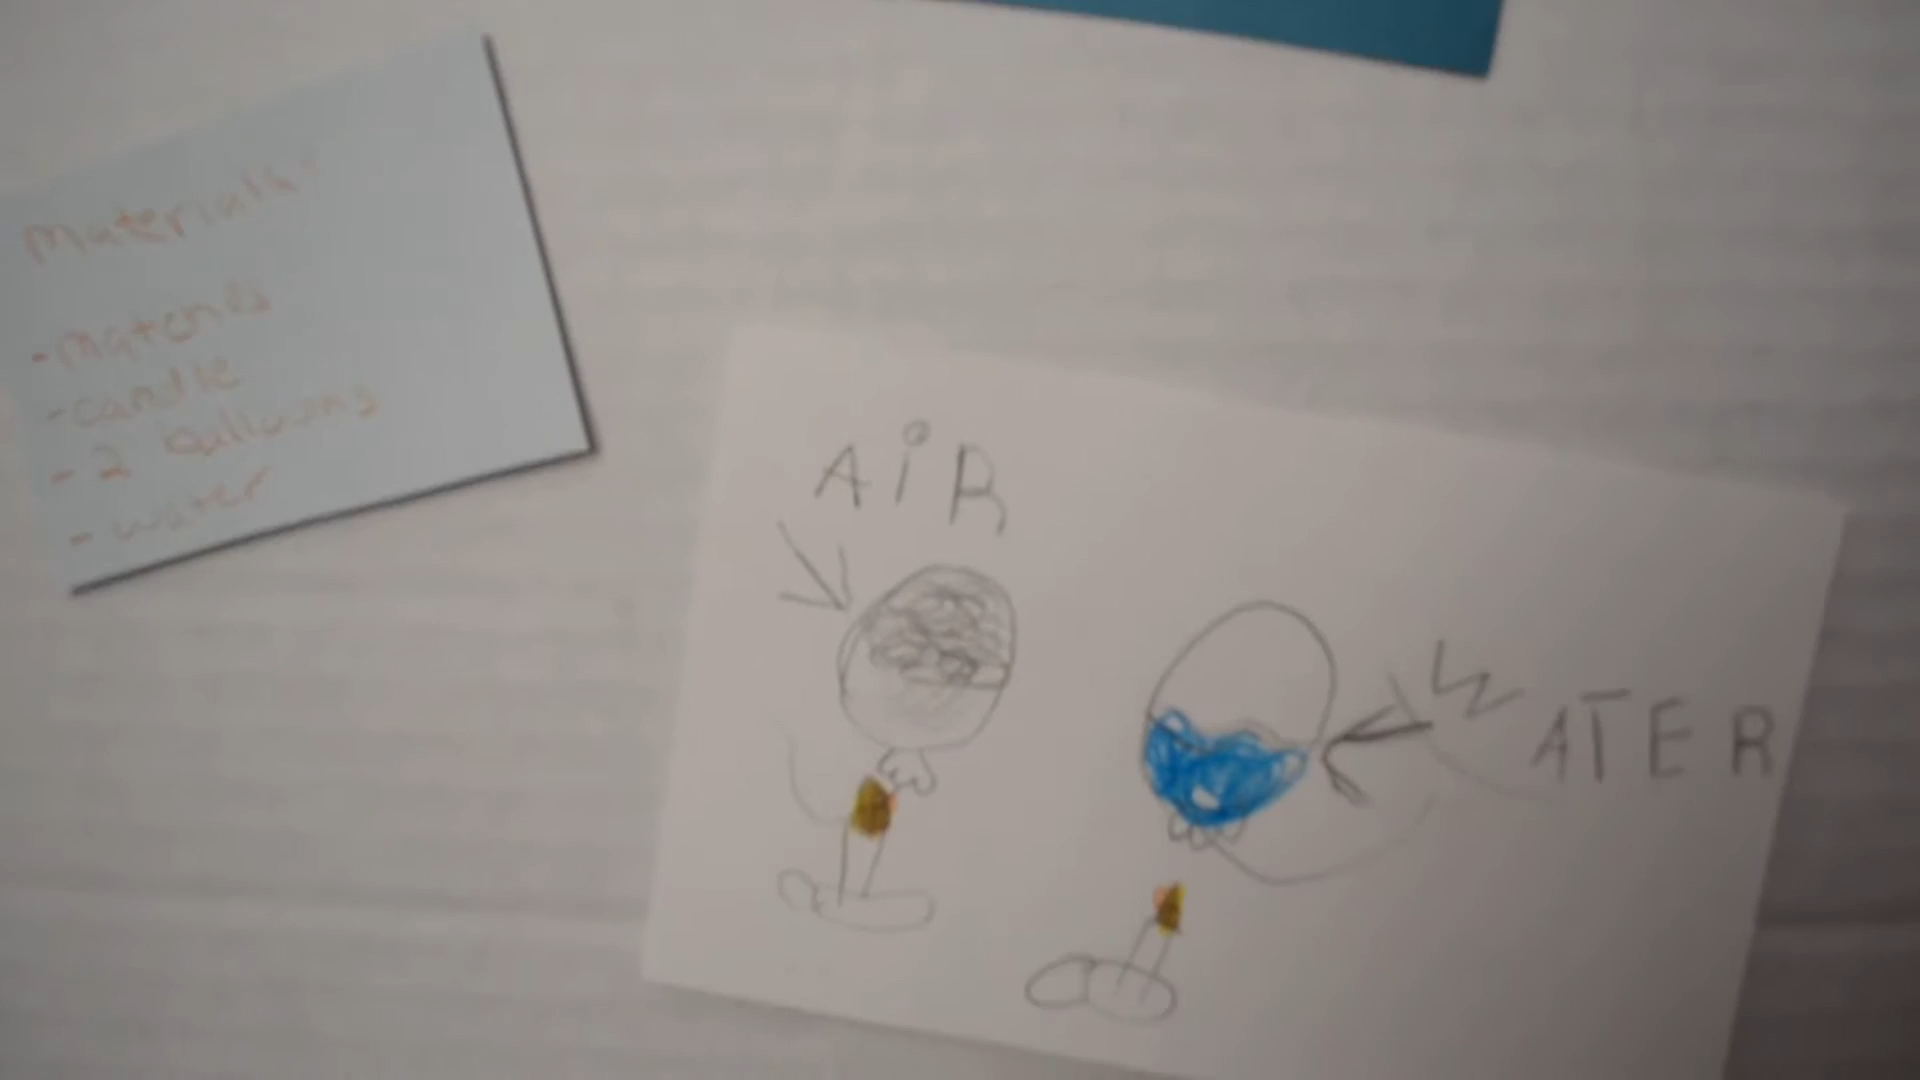 Materials:
- Matches
- candle
- 2 balloons
- water
AiR
WATER